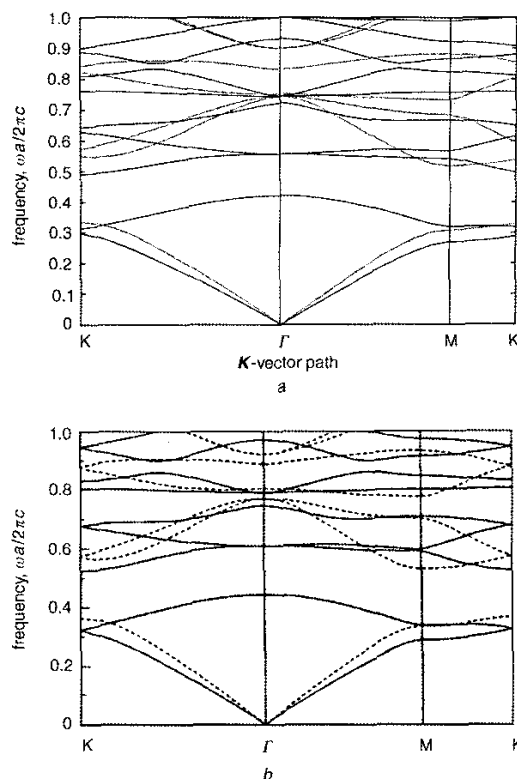 1.0
0.9
0.8
0.7
0.6
0.5
0.4
0.3
0.2
0.1
0
frequency, ωa/2πc
K Γ M K
K-vector path
a
1.0
0.8
0.6
0.4
0.2
0
frequency, ωa/2πc
K Γ M K
b